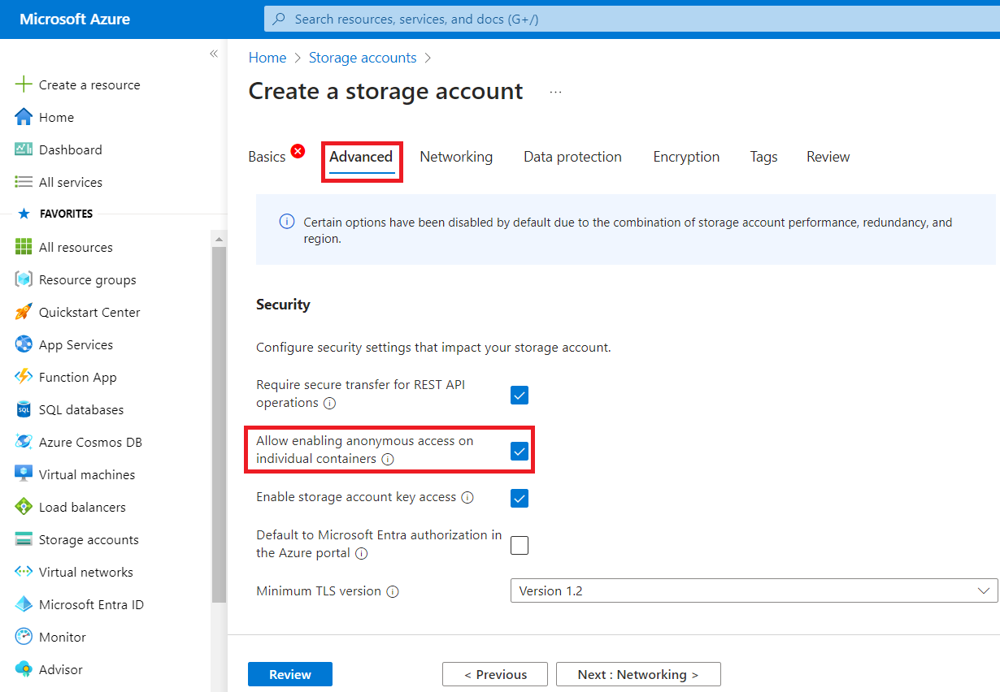 Microsoft Azure
Search resources, services, and docs (G+/)
«
Create a resource
Home
Dashboard
All services
FAVORITES
All resources
Resource groups
Quickstart Center
App Services
Function App
SQL
SQL databases
Azure Cosmos DB
Virtual machines
Load balancers
Storage accounts
Virtual networks
Microsoft Entra ID
Monitor
Advisor
Home > Storage accounts >
Create a storage account ...
Basics Advanced Networking Data protection Encryption Tags Review
Certain options have been disabled by default due to the combination of storage account performance, redundancy, and
region.
Security
Configure security settings that impact your storage account.
Require secure transfer for REST API
operations
Allow enabling anonymous access on
individual containers
Enable storage account key access
Default to Microsoft Entra authorization in
the Azure portal
Minimum TLS version
Version 1.2
Review
< Previous
Next : Networking >